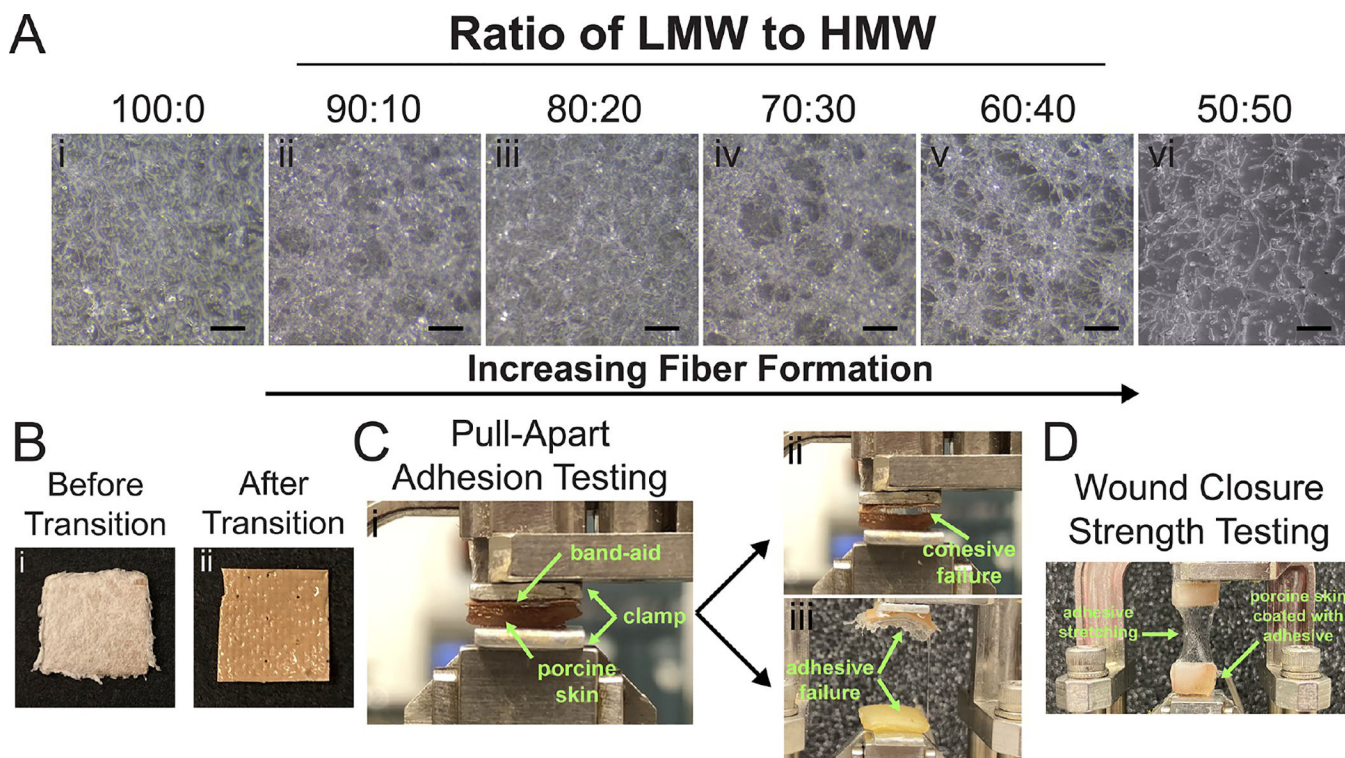 A
Ratio of LMW to HMW
100:0 90:10 80:20 70:30 60:40 50:50
i ii iii iv v vi
Increasing Fiber Formation
B
Before
Transition
i
After
Transition
ii
C
Pull-Apart
Adhesion Testing
i
band-aid
clamp
porcine
skin
ii
cohesive
failure
iii
adhesive
failure
D
Wound Closure
Strength Testing
adhesive
stretching
porcine skin
coated with
adhesive